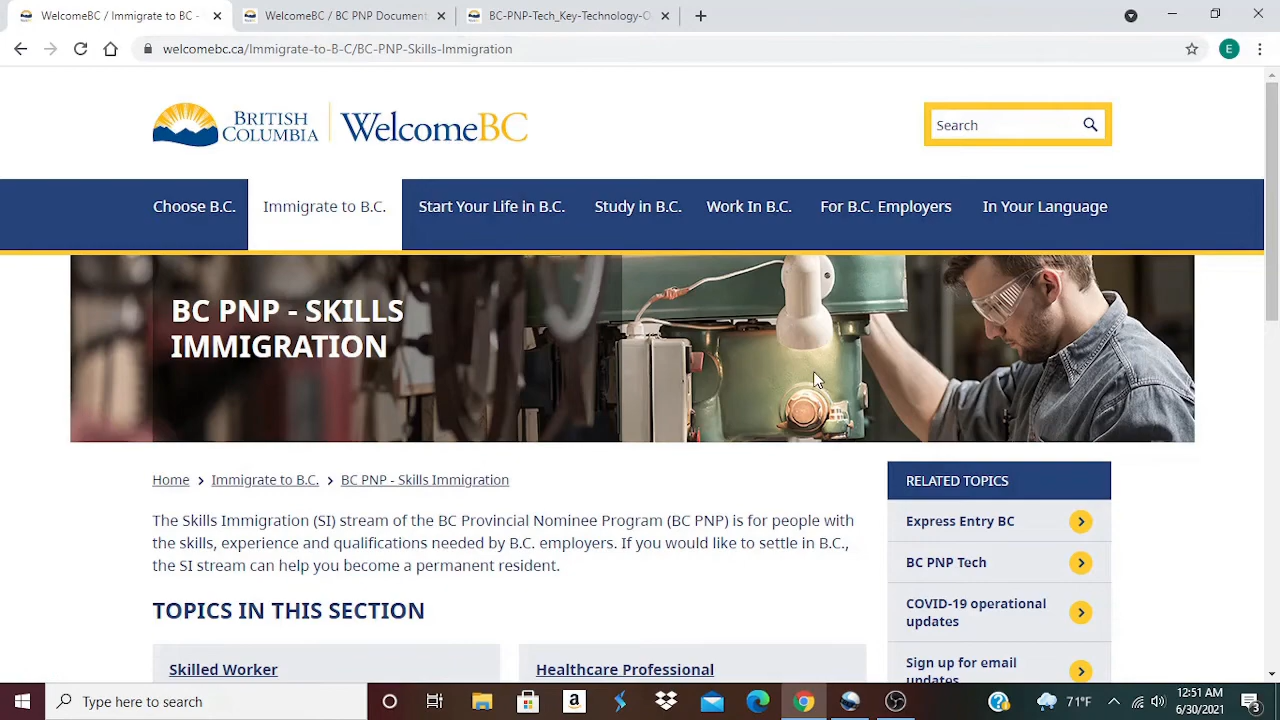 WelcomeBC / Immigrate to BC -
WelcomeBC / BC PNP Document
BC-PNP-Tech_Key-Technology-O
welcomebc.ca/Immigrate-to-B-C/BC-PNP-Skills-Immigration
E
BRITISH
COLUMBIA
WelcomeBC
Search
Choose B.C.
Immigrate to B.C.
Start Your Life in B.C.
Study in B.C.
Work In B.C.
For B.C. Employers
In Your Language
BC PNP - SKILLS
IMMIGRATION
Home > Immigrate to B.C. > BC PNP - Skills Immigration
The Skills Immigration (SI) stream of the BC Provincial Nominee Program (BC PNP) is for people with
the skills, experience and qualifications needed by B.C. employers. If you would like to settle in B.C.,
the SI stream can help you become a permanent resident.
TOPICS IN THIS SECTION
Skilled Worker
Healthcare Professional
RELATED TOPICS
Express Entry BC
BC PNP Tech
COVID-19 operational
updates
Sign up for email
updates
Type here to search
71°F
12:51 AM
6/30/2021
3